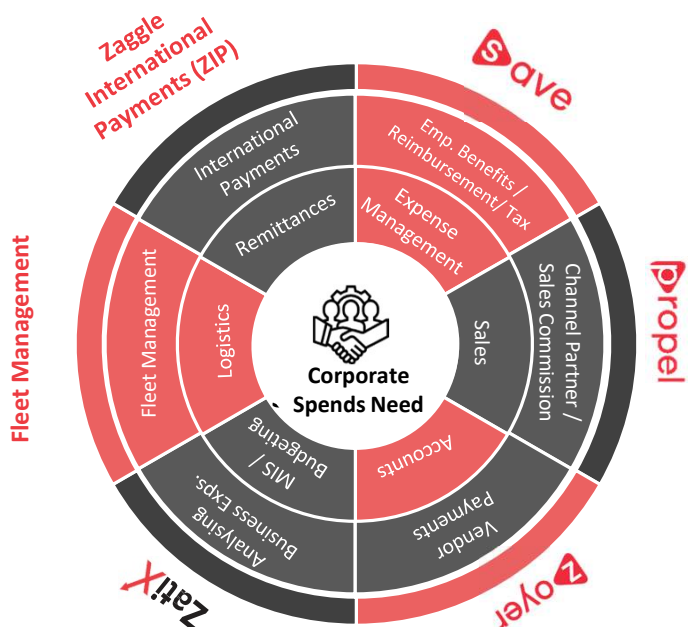 Zaggle
International
Payments (ZIP)
Save
International
Payments
Emp. Benefits /
Reimbursement/ Tax
Remittances
Expense
Management
Fleet Management
Fleet Management
Logistics
Corporate
Spends Need
Sales
Channel Partner /
Sales Commission
propel
MIS /
Budgeting
Accounts
Analysing
Business Exps.
Vendor
Payments
ZatiX
Zoyer